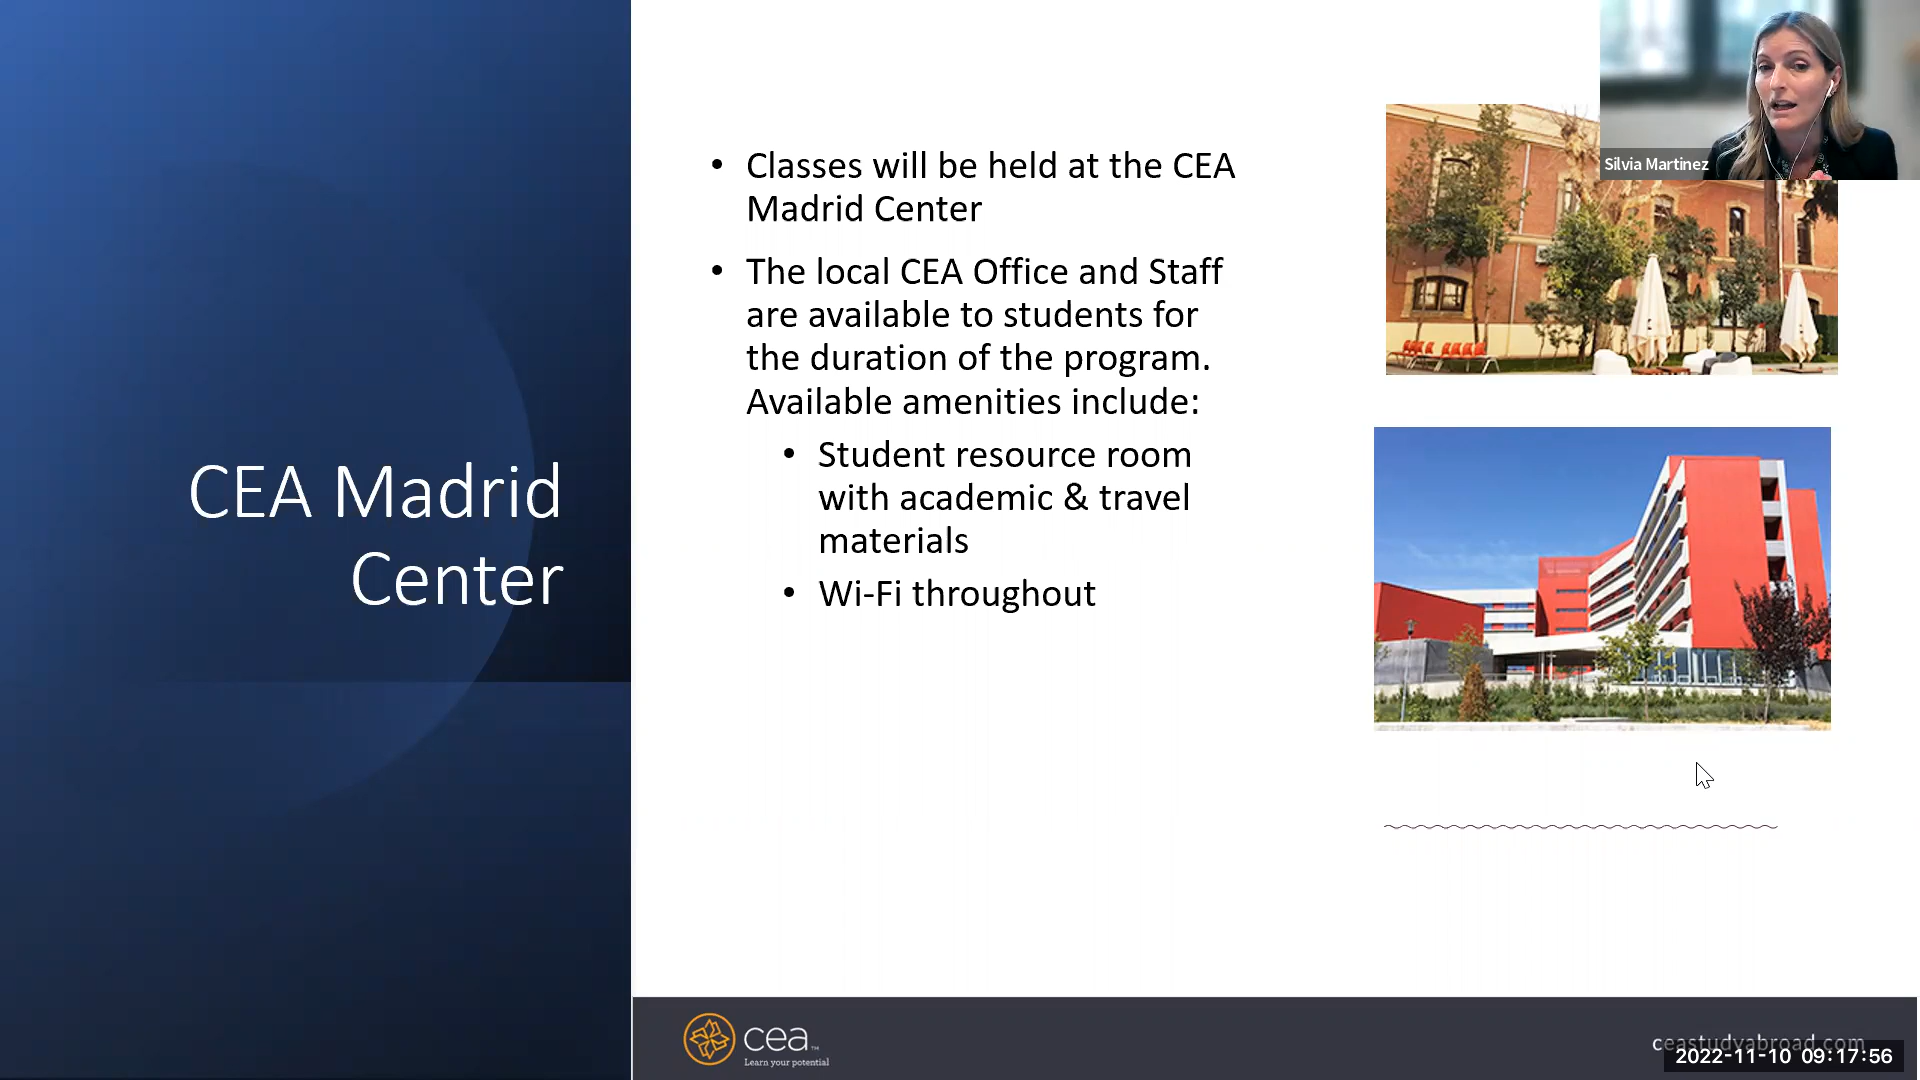 CEA Madrid
Center
• Classes will be held at the CEA
Madrid Center
• The local CEA Office and Staff
are available to students for
the duration of the program.
Available amenities include:
• Student resource room
with academic & travel
materials
• Wi-Fi throughout
Silvia Martinez
cea™
Learn your potential
ceastudyabroad.com
2022-11-10 09:17:56